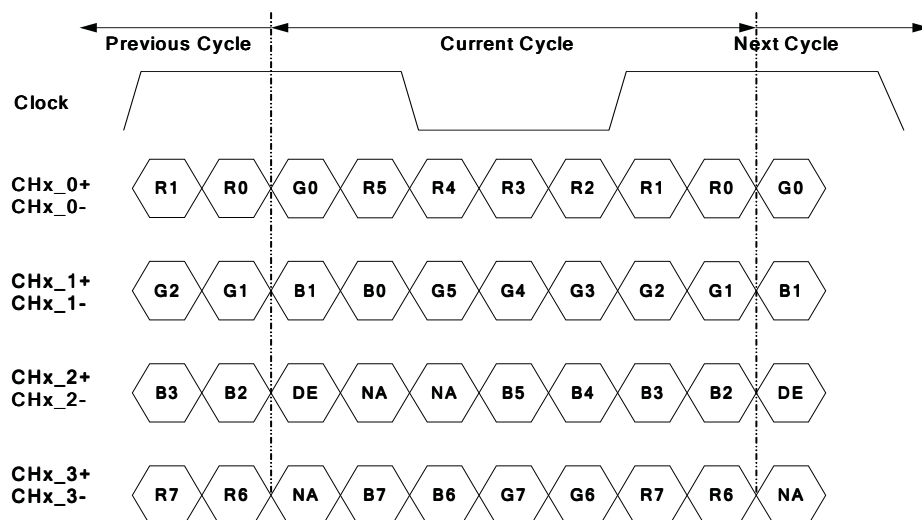 Previous Cycle Current Cycle Next Cycle
Clock
CHx_0+
CHx_0-
R1 R0 G0 R5 R4 R3 R2 R1 R0 G0
CHx_1+
CHx_1-
G2 G1 B1 B0 G5 G4 G3 G2 G1 B1
CHx_2+
CHx_2-
B3 B2 DE NA NA B5 B4 B3 B2 DE
CHx_3+
CHx_3-
R7 R6 NA B7 B6 G7 G6 R7 R6 NA